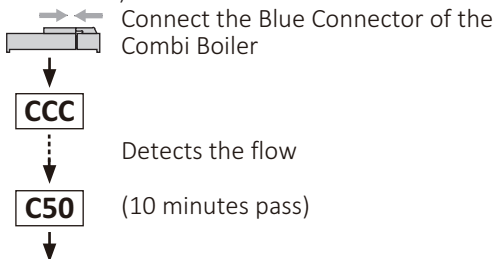 Connect the Blue Connector of the
Combi Boiler
CCC
Detects the flow
C50
(10 minutes pass)